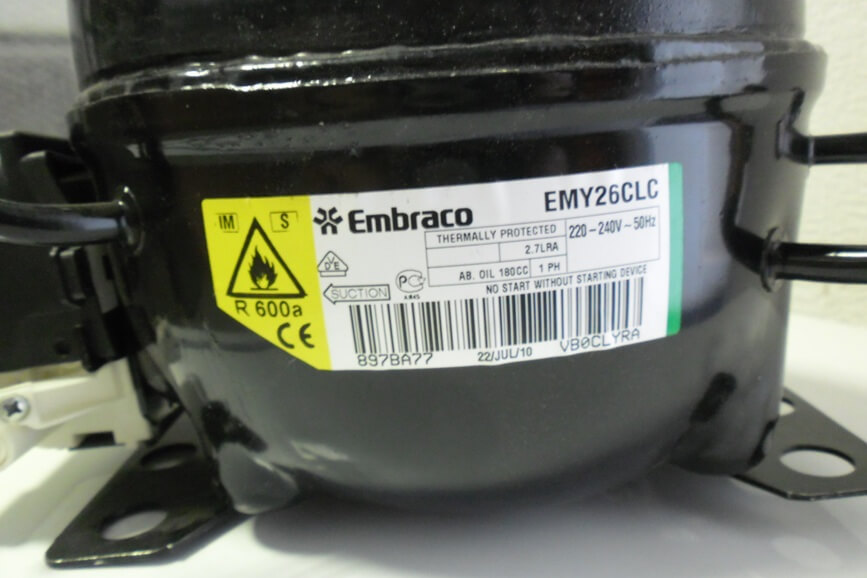 IM S
Embraco EMY26CLC
THERMALLY PROTECTED 220-240V~50Hz
2.7LRA
AB. OIL 180CC 1 PH
NO START WITHOUT STARTING DEVICE
SUCTION
R 600a
CE
897BA77 22/JUL/10 VB0CLYRA